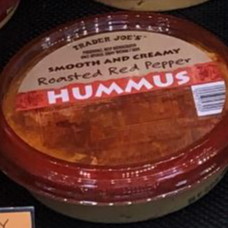 TRADER JOE'S
SMOOTH AND CREAMY
Roasted Red Pepper
HUMMUS